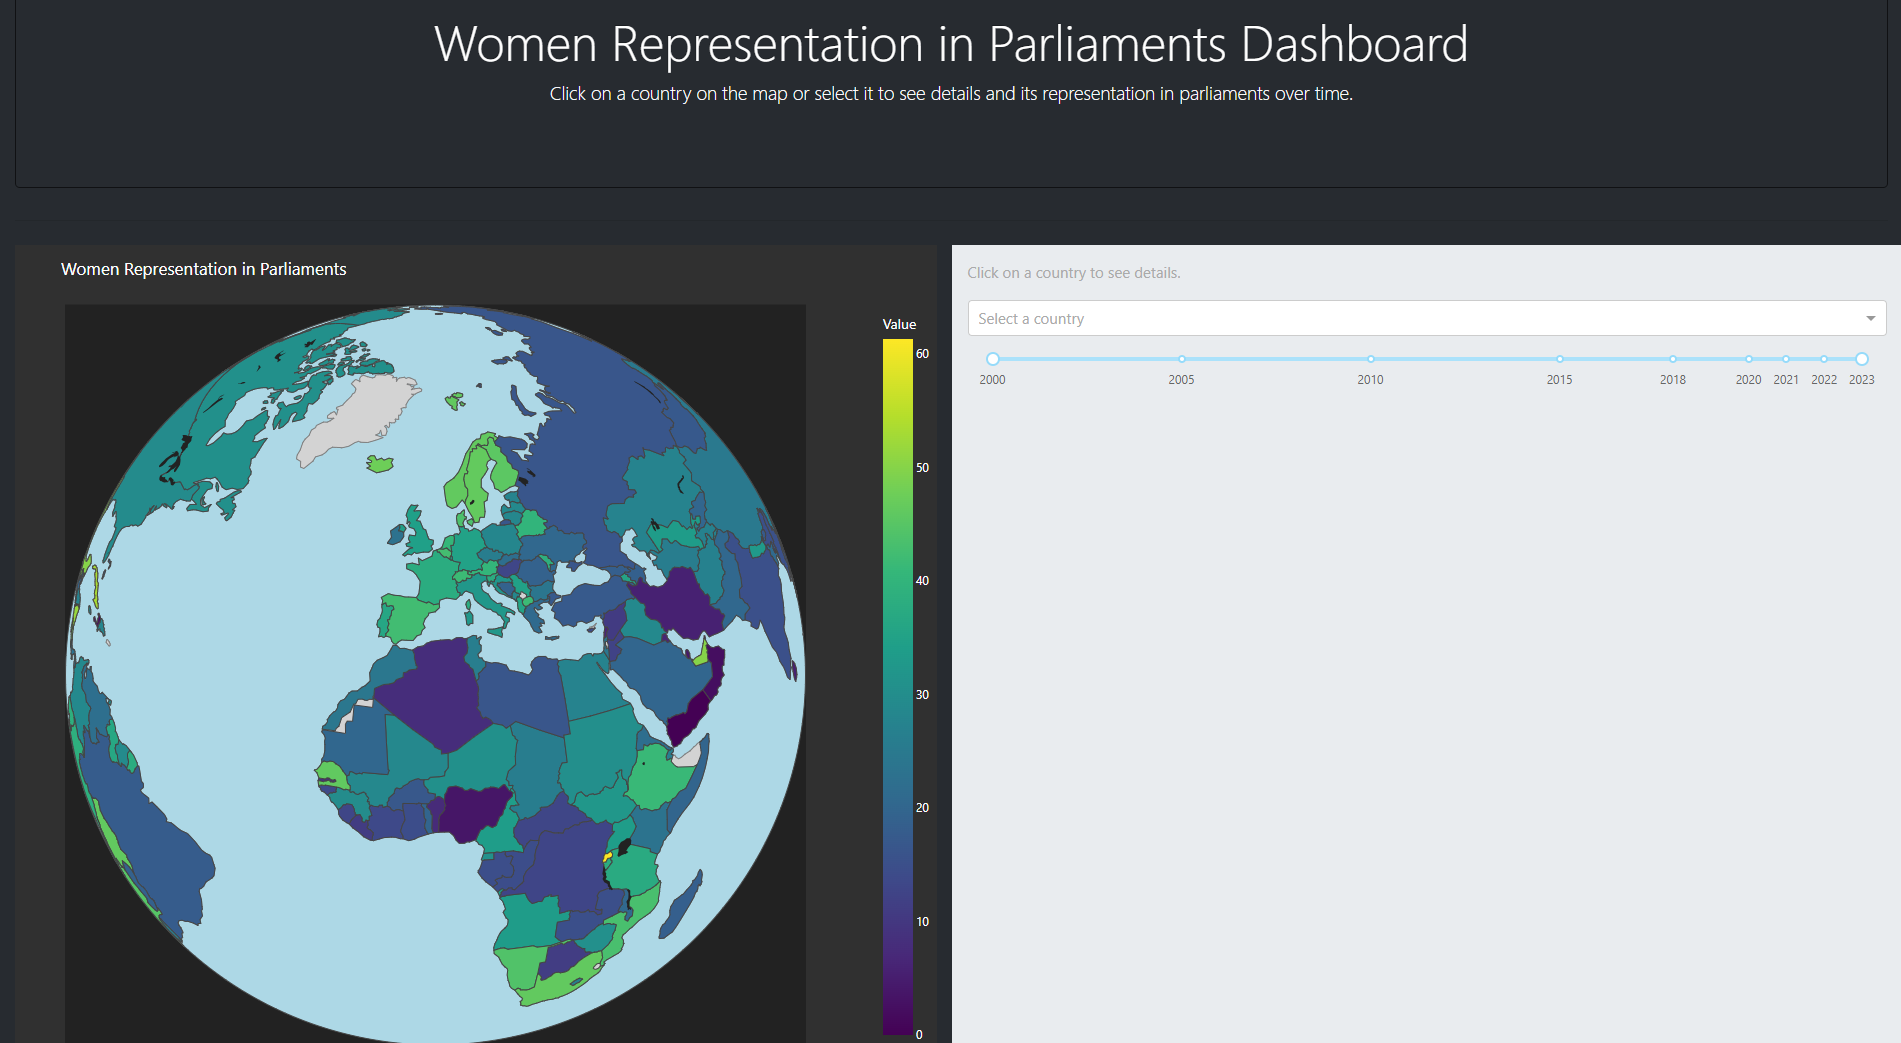 Women Representation in Parliaments Dashboard
Click on a country on the map or select it to see details and its representation in parliaments over time.
Women Representation in Parliaments
Value
60
50
40
30
20
10
0
Click on a country to see details.
Select a country
2000 2005 2010 2015 2018 2020 2021 2022 2023